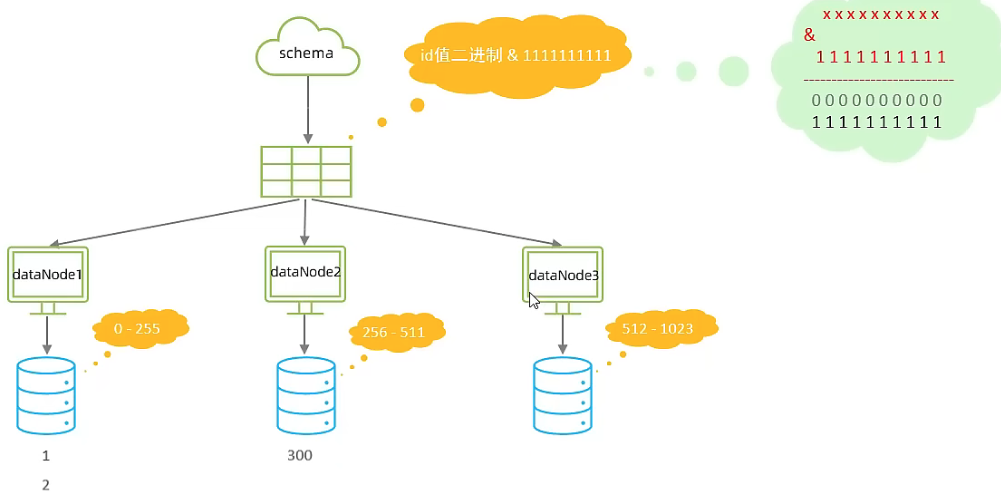 schema
id值二进制 & 1111111111
x x x x x x x x x x
&
1 1 1 1 1 1 1 1 1 1
----------------------------
0 0 0 0 0 0 0 0 0 0
1 1 1 1 1 1 1 1 1 1
dataNode1
dataNode2
dataNode3
0 - 255
256 - 511
512 - 1023
1
300
2